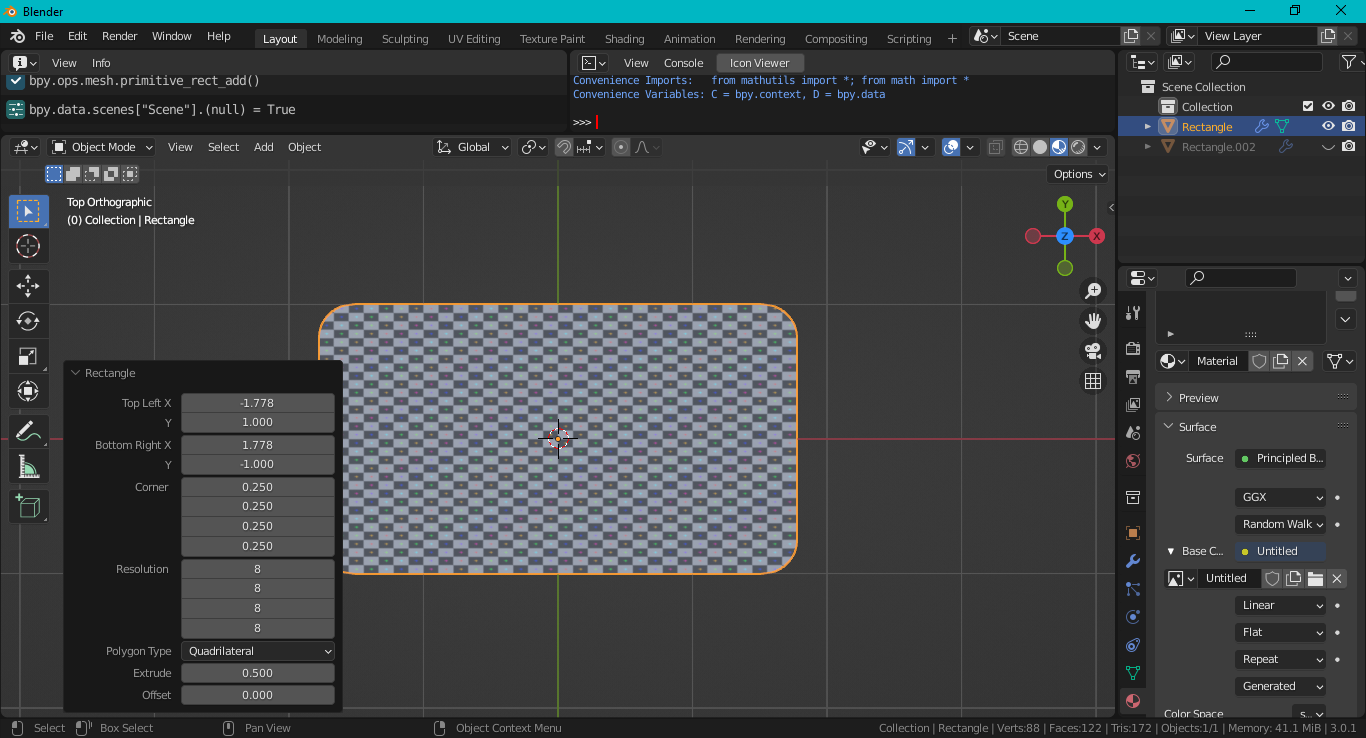 Blender
File Edit Render Window Help
Layout Modeling Sculpting UV Editing Texture Paint Shading Animation Rendering Compositing Scripting +
Scene
View Layer
View Info
bpy.ops.mesh.primitive_rect_add()
bpy.data.scenes["Scene"].(null) = True
View Console Icon Viewer
Convenience Imports: from mathutils import *; from math import *
Convenience Variables: C = bpy.context, D = bpy.data
>>>
Scene Collection
Collection
Rectangle
Rectangle.002
Object Mode View Select Add Object
Global
Options
Top Orthographic
(0) Collection | Rectangle
Y
X
Z
Rectangle
Top Left X -1.778
Y 1.000
Bottom Right X 1.778
Y -1.000
Corner 0.250
0.250
0.250
0.250
Resolution 8
8
8
8
Polygon Type Quadrilateral
Extrude 0.500
Offset 0.000
Material
Preview
Surface
Surface Principled B...
GGX
Random Walk
Base C... Untitled
Untitled
Linear
Flat
Repeat
Generated
Color Space s...
Select Box Select Pan View Object Context Menu
Collection | Rectangle | Verts:88 | Faces:122 | Tris:172 | Objects:1/1 | Memory: 41.1 MiB | 3.0.1